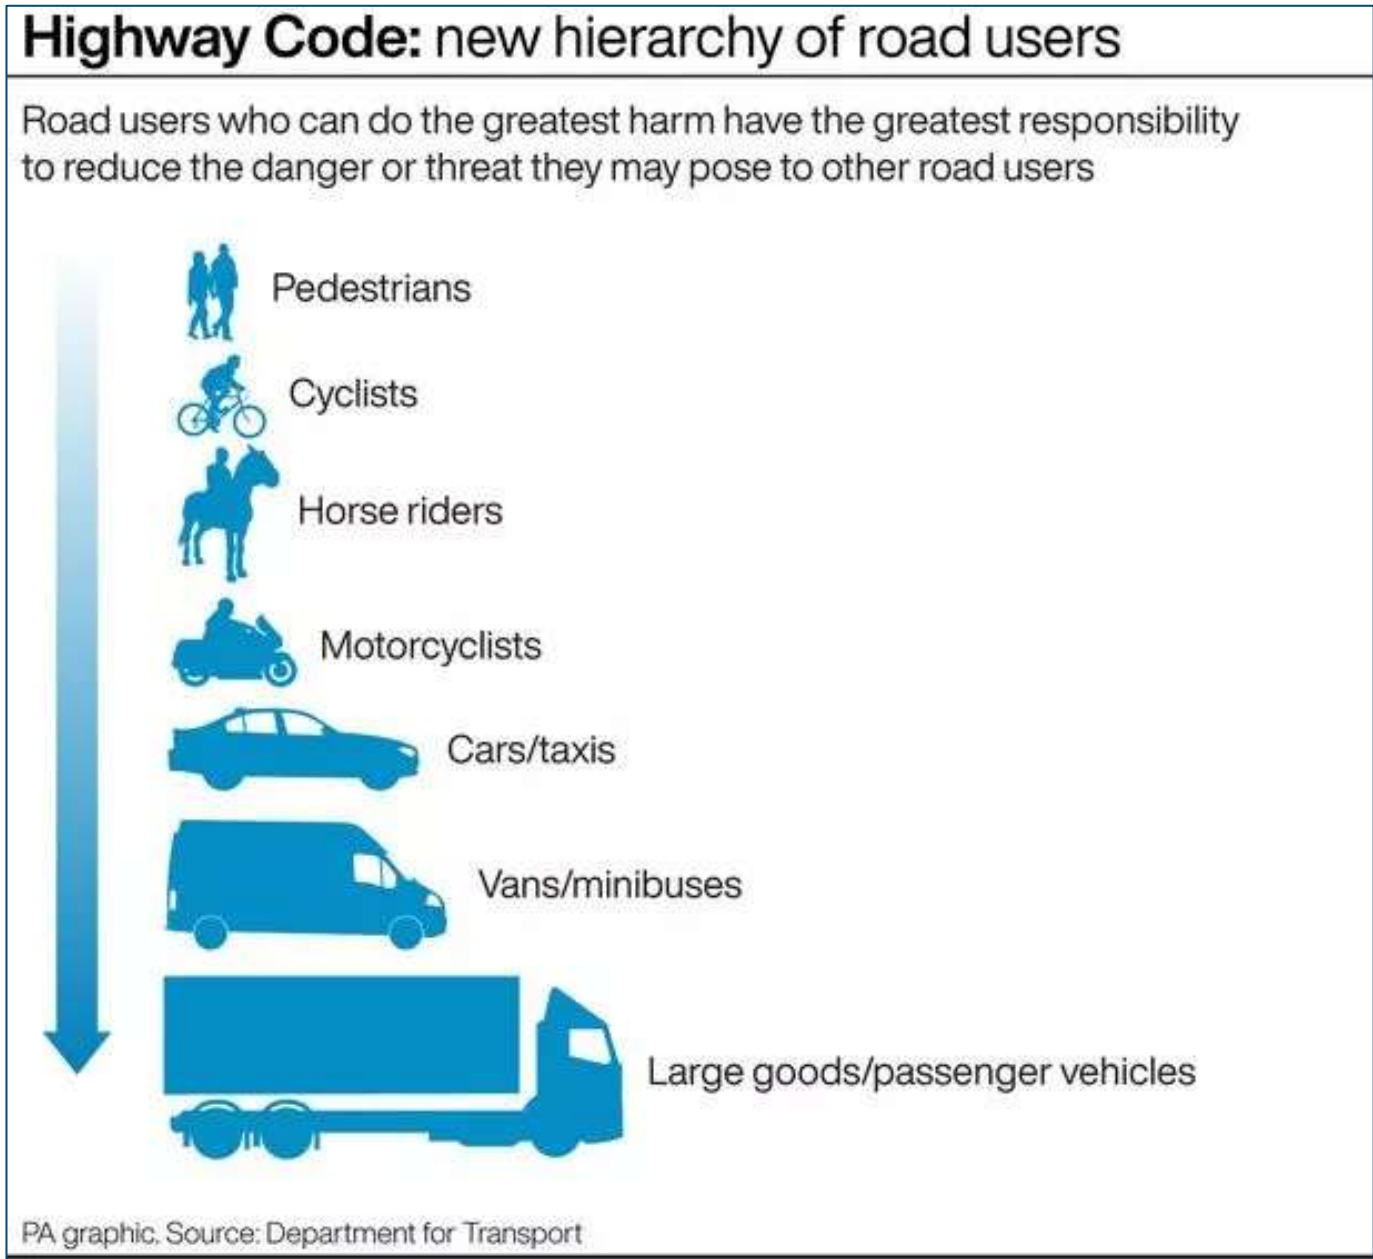 Highway Code: new hierarchy of road users
Road users who can do the greatest harm have the greatest responsibility
to reduce the danger or threat they may pose to other road users
Pedestrians
Cyclists
Horse riders
Motorcyclists
Cars/taxis
Vans/minibuses
Large goods/passenger vehicles
PA graphic. Source: Department for Transport